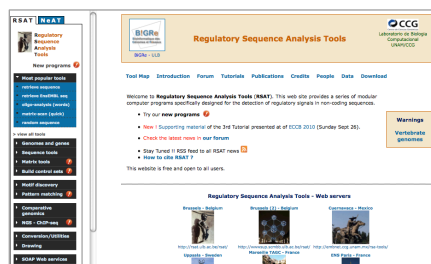 RSAT NeAT
Regulatory
Sequence
Analysis
Tools
New programs
Most popular tools
retrieve sequence
retrieve EnsEMBL seq
oligo-analysis (words)
matrix-scan (quick)
random sequence
> view all tools
Genomes and genes
Sequence tools
Matrix tools
Build control sets
Motif discovery
Pattern matching
Comparative
genomics
NGS - ChIP-seq
Conversion/Utilities
Drawing
SOAP Web services
BiGRe
BiGRe - ULB
Regulatory Sequence Analysis Tools
CCG
Laboratorio de Biología
Computacional
UNAM/CCG
Tool Map Introduction Forum Tutorials Publications Credits People Data Download
Welcome to Regulatory Sequence Analysis Tools (RSAT). This web site provides a series of modular
computer programs specifically designed for the detection of regulatory signals in non-coding sequences.
• Try our new programs
• New ! Supporting material of the 3rd Tutorial presented at of ECCB 2010 (Sunday Sept 26).
• Check the latest news in our forum
• Stay Tuned !! RSS feed to all RSAT news
• How to cite RSAT ?
This website is free and open to all users.
Warnings
Vertebrate
genomes
Regulatory Sequence Analysis Tools - Web servers
Brussels - Belgium Brussels (2) - Belgium Cuernavaca - Mexico
http://rsat.ulb.ac.be/rsat/
Uppsala - Sweden Marseille TAGC - France ENS Paris - France